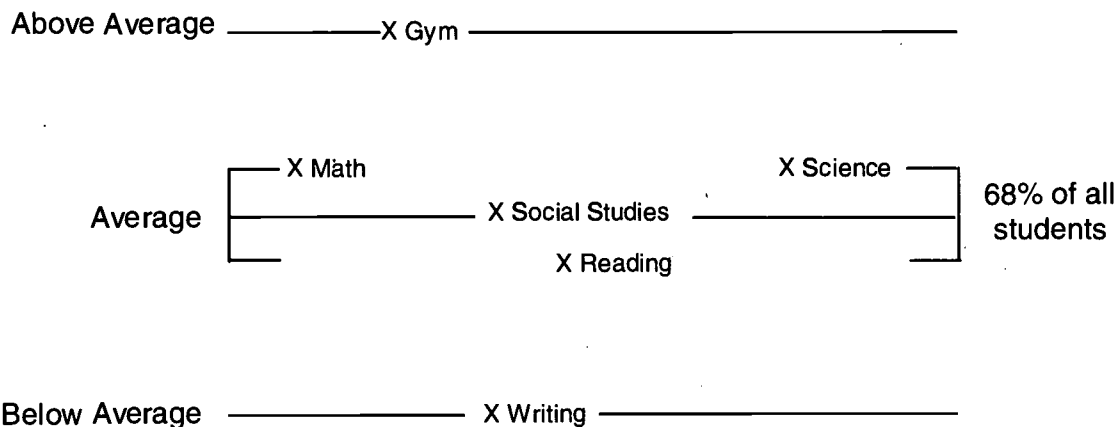 Above Average X Gym
X Math X Science
Average X Social Studies 68% of all
students
X Reading
Below Average X Writing